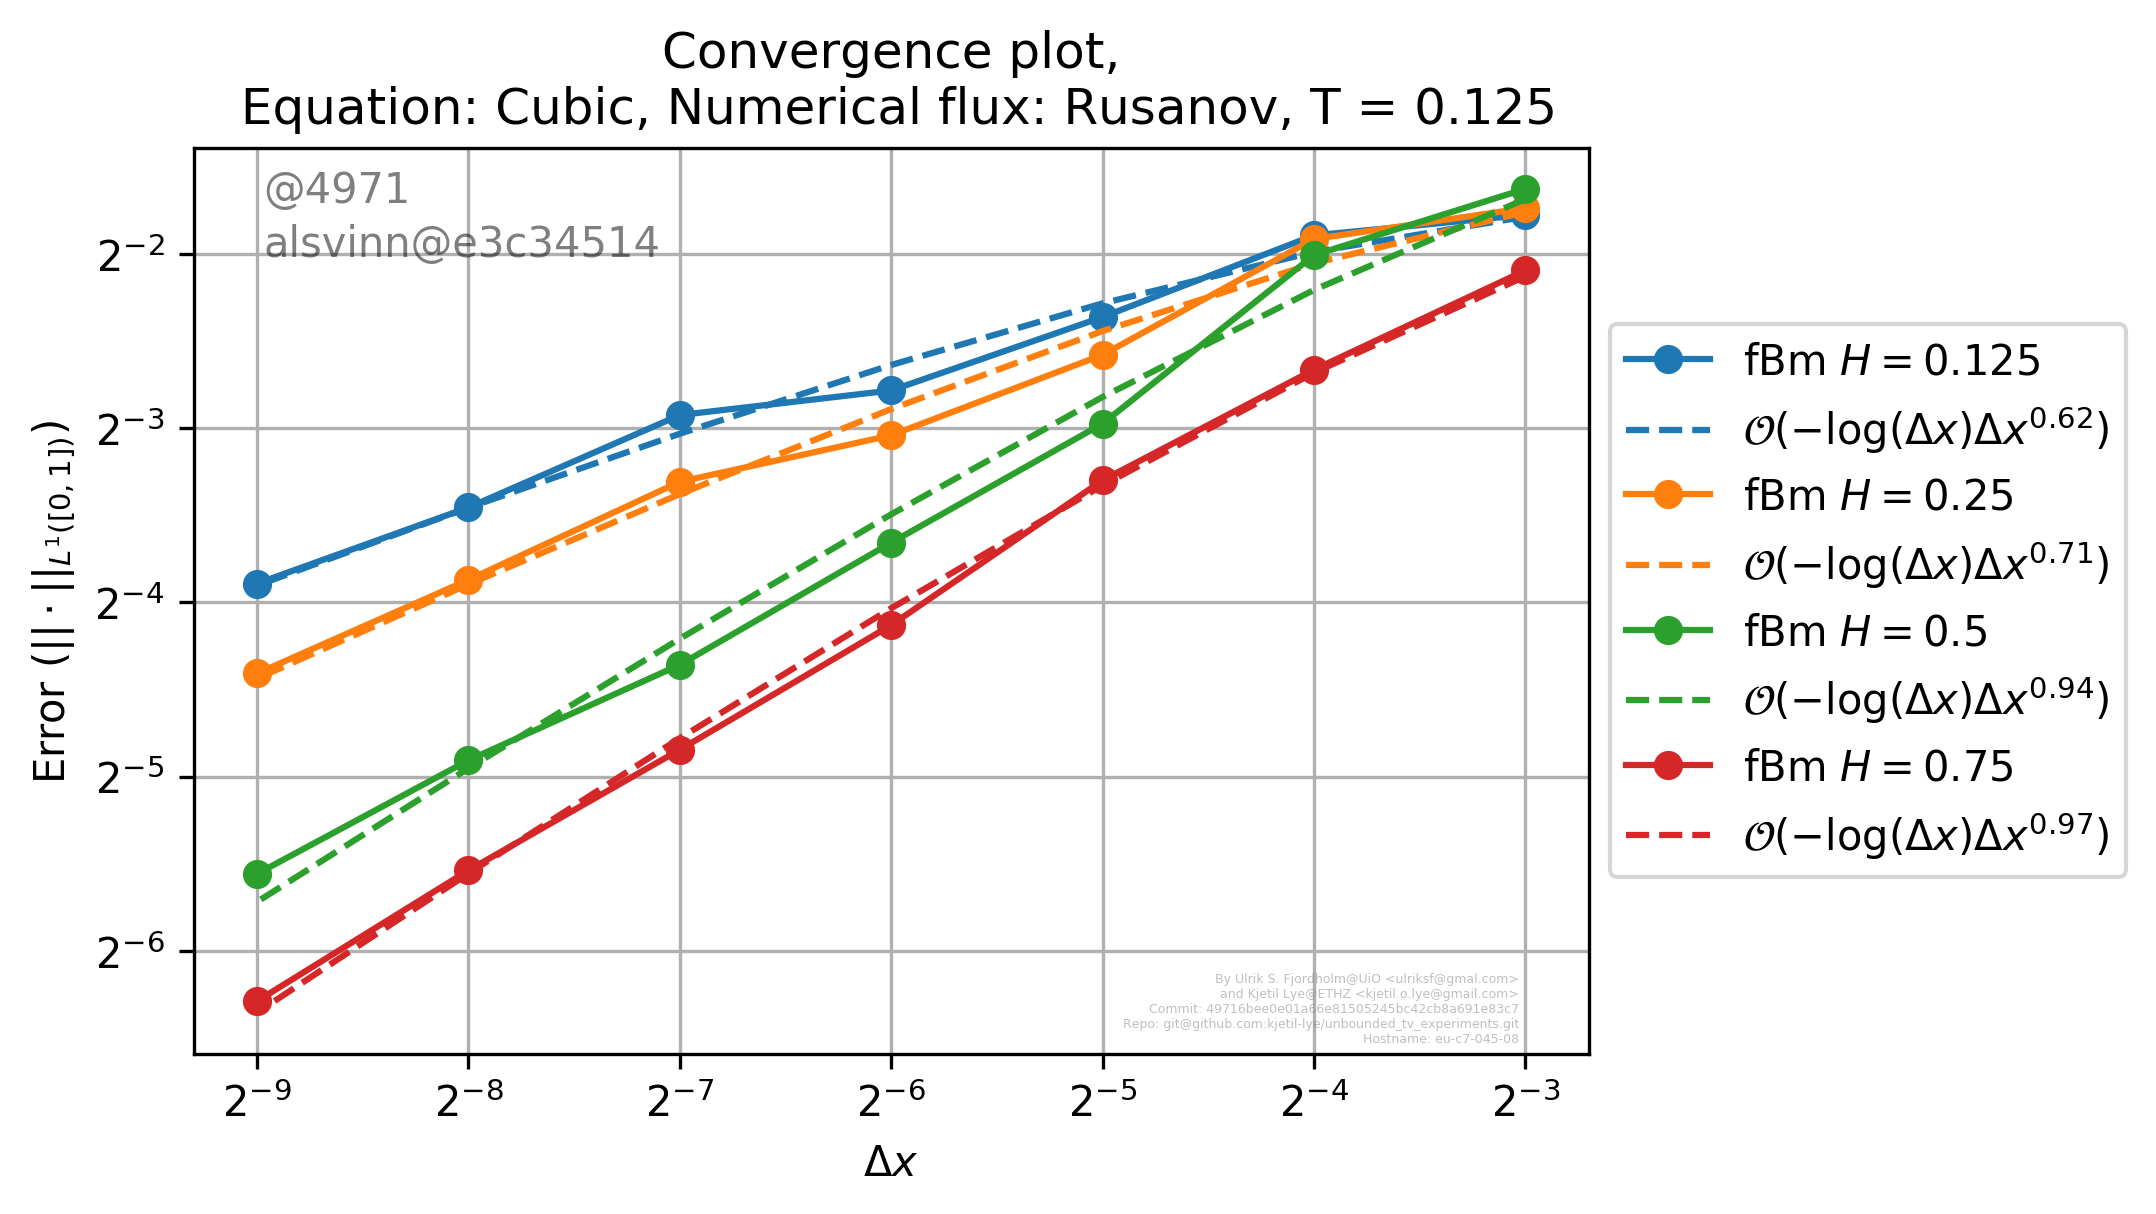 Convergence plot,
Equation: Cubic, Numerical flux: Rusanov, T = 0.125
@4971
alsvinn@e3c34514
2⁻²
2⁻³
2⁻⁴
2⁻⁵
2⁻⁶
Error (||·||_{L¹([0,1])})
2⁻⁹ 2⁻⁸ 2⁻⁷ 2⁻⁶ 2⁻⁵ 2⁻⁴ 2⁻³
Δx
fBm H = 0.125
𝒪(−log(Δx)Δx^{0.62})
fBm H = 0.25
𝒪(−log(Δx)Δx^{0.71})
fBm H = 0.5
𝒪(−log(Δx)Δx^{0.94})
fBm H = 0.75
𝒪(−log(Δx)Δx^{0.97})
By Ulrik S. Fjordholm@UiO <ulriksf@gmal.com>
and Kjetil Lye@ETHZ <kjetil.o.lye@gmail.com>
Commit: 49716bee0e01a66e81505245bc42cb8a691e83c7
Repo: git@github.com:kjetil-lye/unbounded_tv_experiments.git
Hostname: eu-c7-045-08